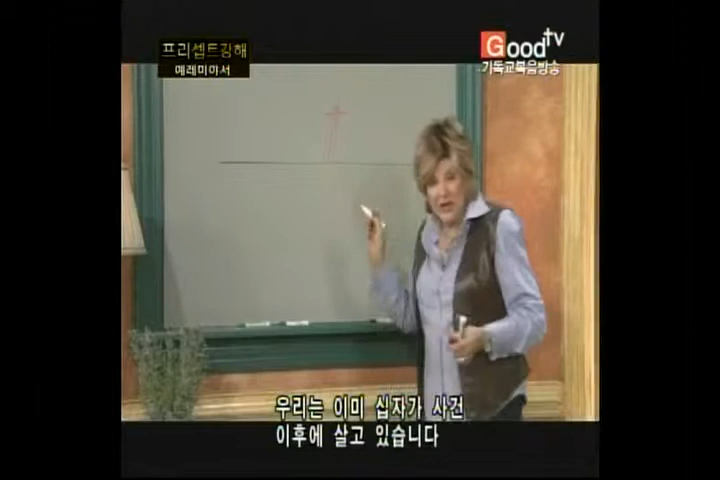 프리셉트강해
예레미야서
Good tv
기독교복음방송
우리는 이미 십자가 사건
이후에 살고 있습니다